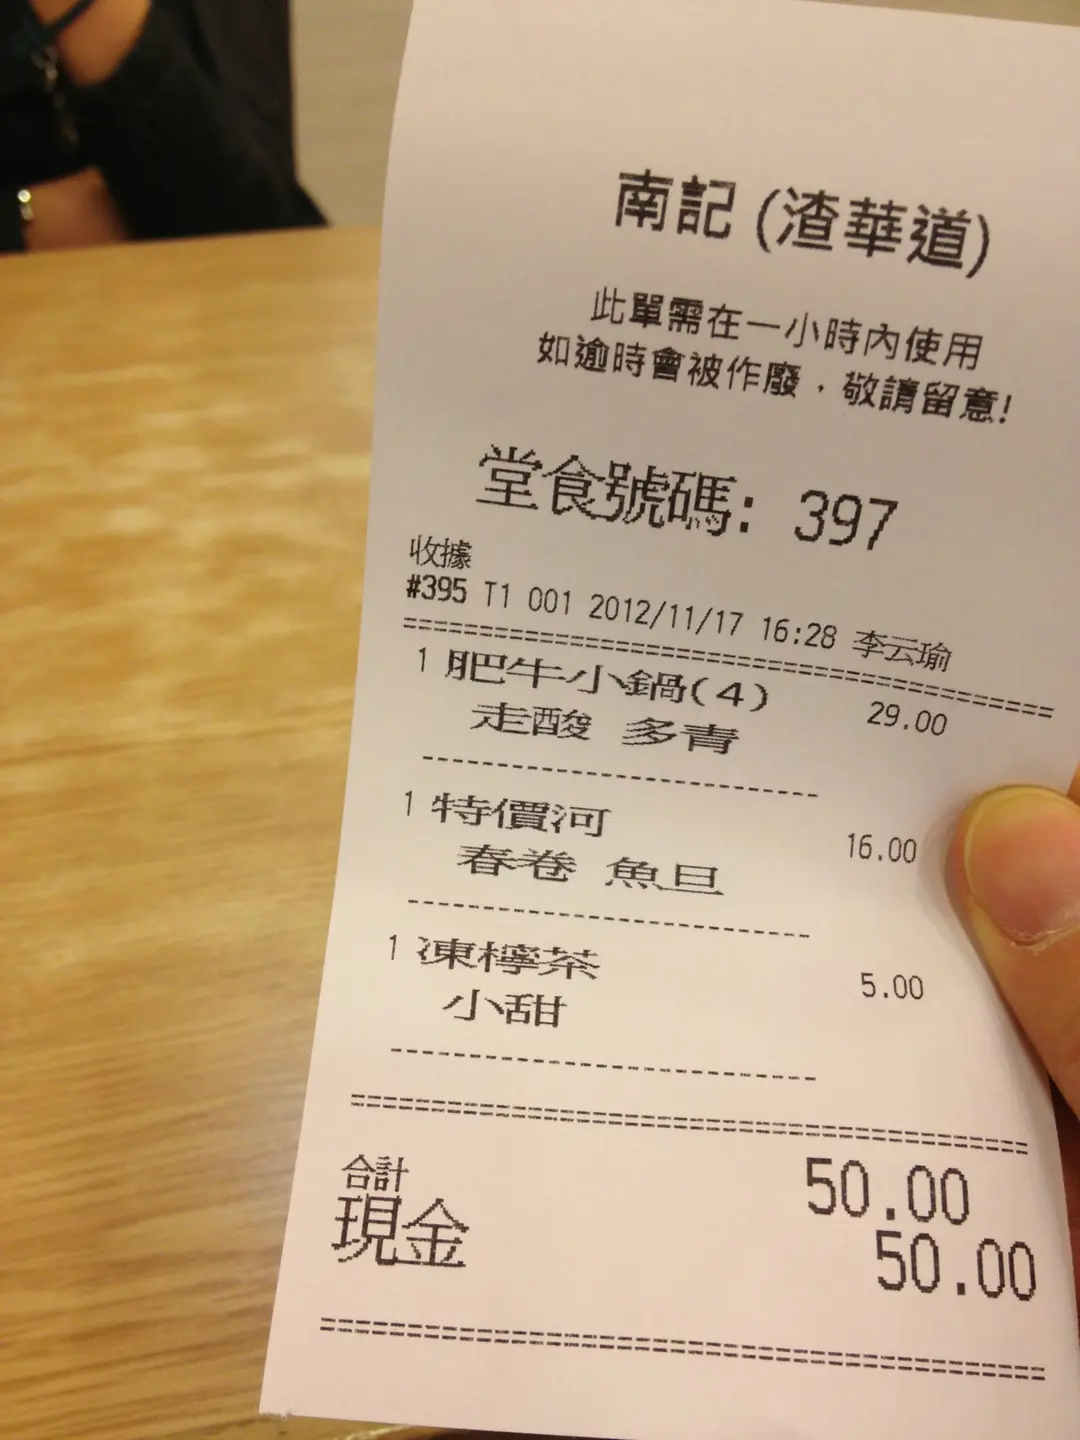 南記 (渣華道)
此單需在一小時內使用
如逾時會被作廢，敬請留意!
堂食號碼: 397
收據
#395 T1 001 2012/11/17 16:28 李云瑜
1 肥牛小鍋(4) 29.00
走酸 多青
1 特價河 16.00
春卷 魚旦
1 凍檸茶 5.00
小甜
合計 50.00
現金 50.00